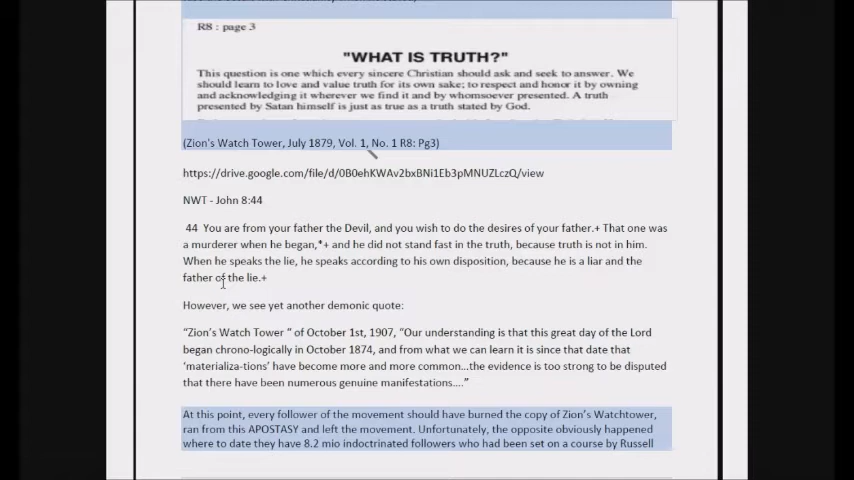 R8 : page 3
"WHAT IS TRUTH?"
This question is one which every sincere Christian should ask and seek to answer. We
should learn to love and value truth for its own sake; to respect and honor it by owning
and acknowledging it wherever we find it and by whomsoever presented. A truth
presented by Satan himself is just as true as a truth stated by God.
(Zion's Watch Tower, July 1879, Vol. 1, No. 1 R8: Pg3)
https://drive.google.com/file/d/0B0ehKWAv2bxBNi1Eb3pMNUZLczQ/view
NWT - John 8:44
44  You are from your father the Devil, and you wish to do the desires of your father.+ That one was
a murderer when he began,*+ and he did not stand fast in the truth, because truth is not in him.
When he speaks the lie, he speaks according to his own disposition, because he is a liar and the
father of the lie.+
However, we see yet another demonic quote:
“Zion’s Watch Tower “ of October 1st, 1907, “Our understanding is that this great day of the Lord
began chrono-logically in October 1874, and from what we can learn it is since that date that
‘materializa-tions’ have become more and more common…the evidence is too strong to be disputed
that there have been numerous genuine manifestations….”
At this point, every follower of the movement should have burned the copy of Zion’s Watchtower,
ran from this APOSTASY and left the movement. Unfortunately, the opposite obviously happened
where to date they have 8.2 mio indoctrinated followers who had been set on a course by Russell